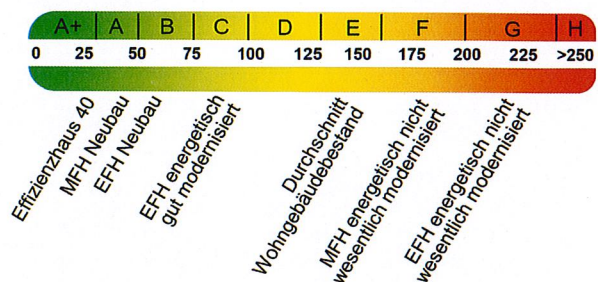 A+ A B C D E F G H
0 25 50 75 100 125 150 175 200 225 >250
Effizienzhaus 40
MFH Neubau
EFH Neubau
EFH energetisch
gut modernisiert
Durchschnitt
Wohngebäudebestand
MFH energetisch nicht
wesentlich modernisiert
EFH energetisch nicht
wesentlich modernisiert